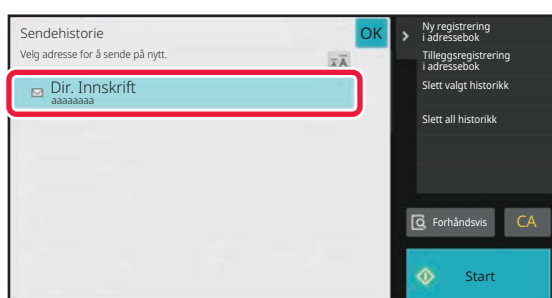 Sendehistorie
OK
Velg adresse for å sende på nytt.
Dir. Innskrift
aaaaaaaa
Ny registrering
i adressebok
Tilleggsregistrering
i adressebok
Slett valgt historikk
Slett all historikk
Forhåndsvis
CA
Start